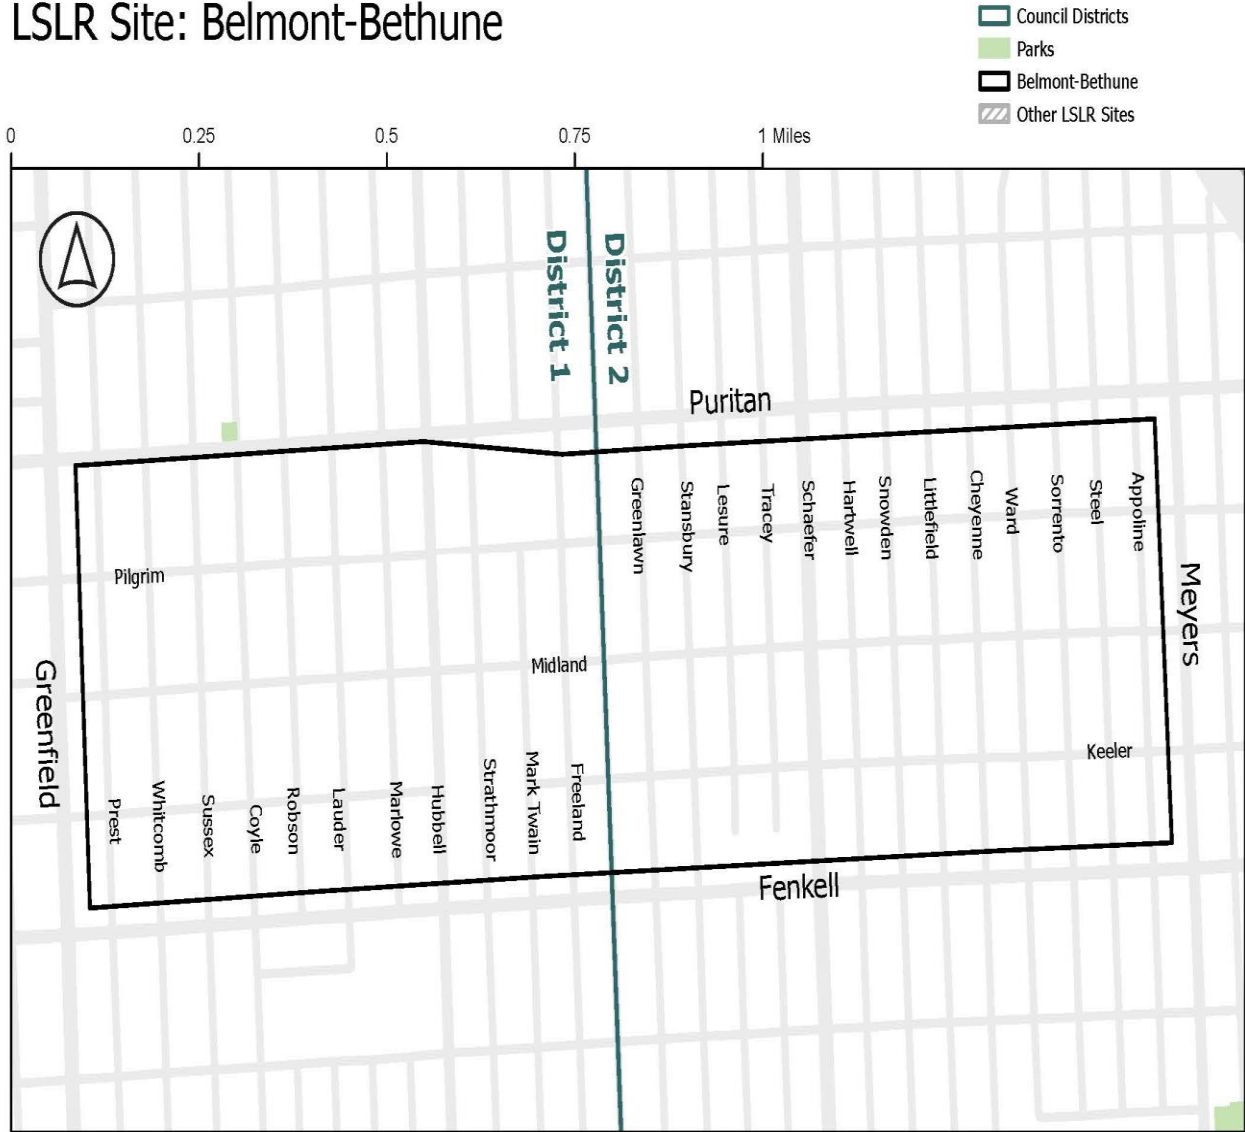 LSLR Site: Belmont-Bethune
Council Districts
Parks
Belmont-Bethune
Other LSLR Sites
0 0.25 0.5 0.75 1 Miles
District 1
District 2
Puritan
Greenlawn
Stansbury
Lesure
Tracey
Schaefer
Hartwell
Snowden
Littlefield
Cheyenne
Ward
Sorrento
Steel
Appoline
Pilgrim
Meyers
Midland
Greenfield
Keeler
Prest
Whitcomb
Sussex
Coyle
Robson
Lauder
Marlowe
Hubbell
Strathmoor
Mark Twain
Freeland
Fenkell